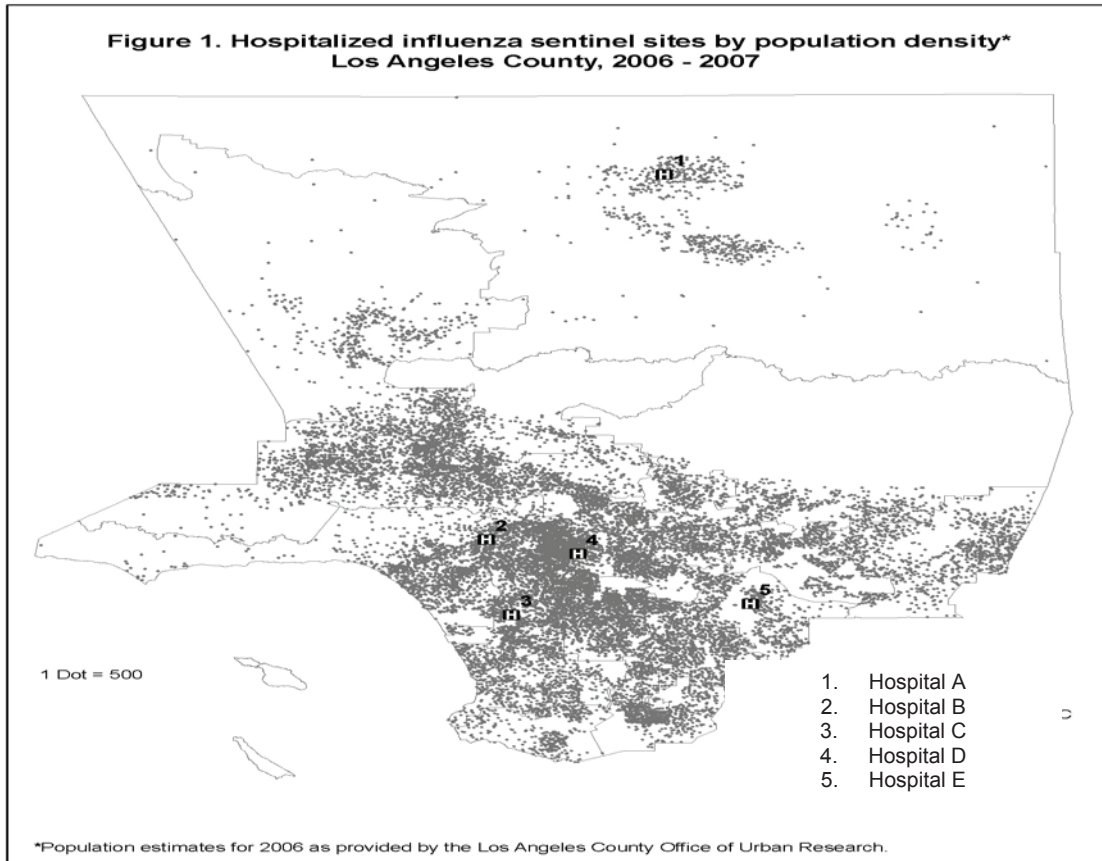 Figure 1. Hospitalized influenza sentinel sites by population density*
Los Angeles County, 2006 - 2007
1
H
2
H
4
H
5
H
3
H
1 Dot = 500
1. Hospital A
2. Hospital B
3. Hospital C
4. Hospital D
5. Hospital E
*Population estimates for 2006 as provided by the Los Angeles County Office of Urban Research.